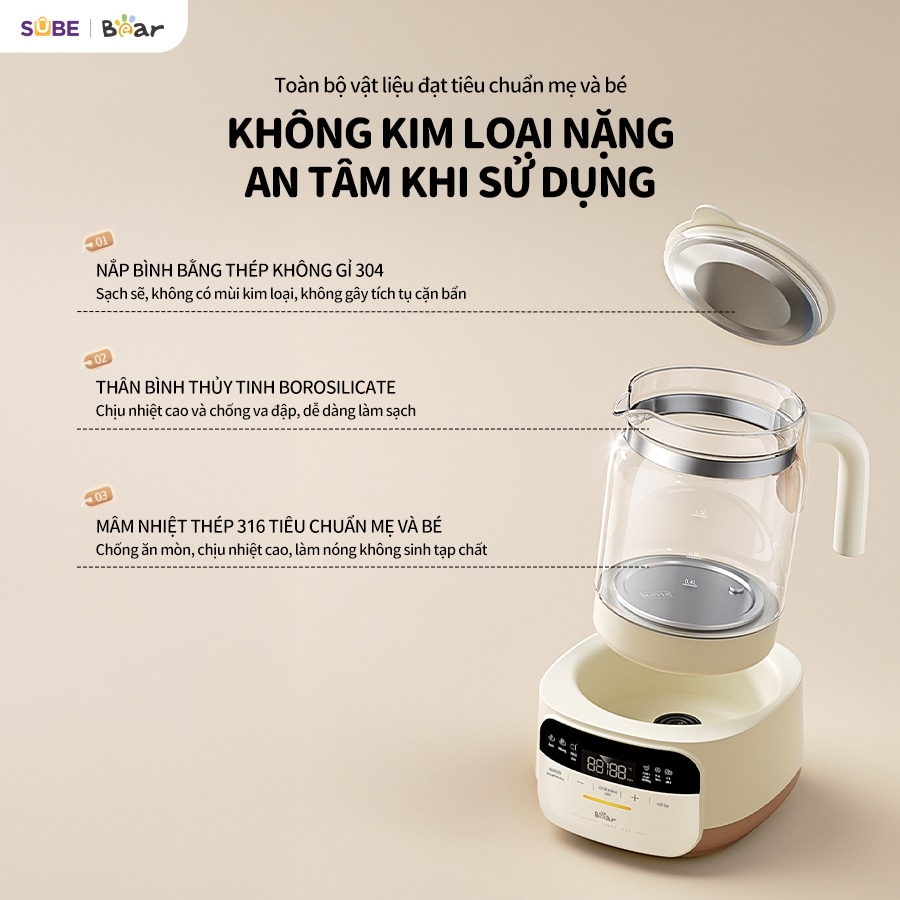 SUBE | Bear
Toàn bộ vật liệu đạt tiêu chuẩn mẹ và bé
KHÔNG KIM LOẠI NẶNG
AN TÂM KHI SỬ DỤNG
01
NẮP BÌNH BẰNG THÉP KHÔNG GỈ 304
Sạch sẽ, không có mùi kim loại, không gây tích tụ cặn bẩn
02
THÂN BÌNH THỦY TINH BOROSILICATE
Chịu nhiệt cao và chống va đập, dễ dàng làm sạch
03
MÂM NHIỆT THÉP 316 TIÊU CHUẨN MẸ VÀ BÉ
Chống ăn mòn, chịu nhiệt cao, làm nóng không sinh tạp chất
0.4L
88:88
Bear